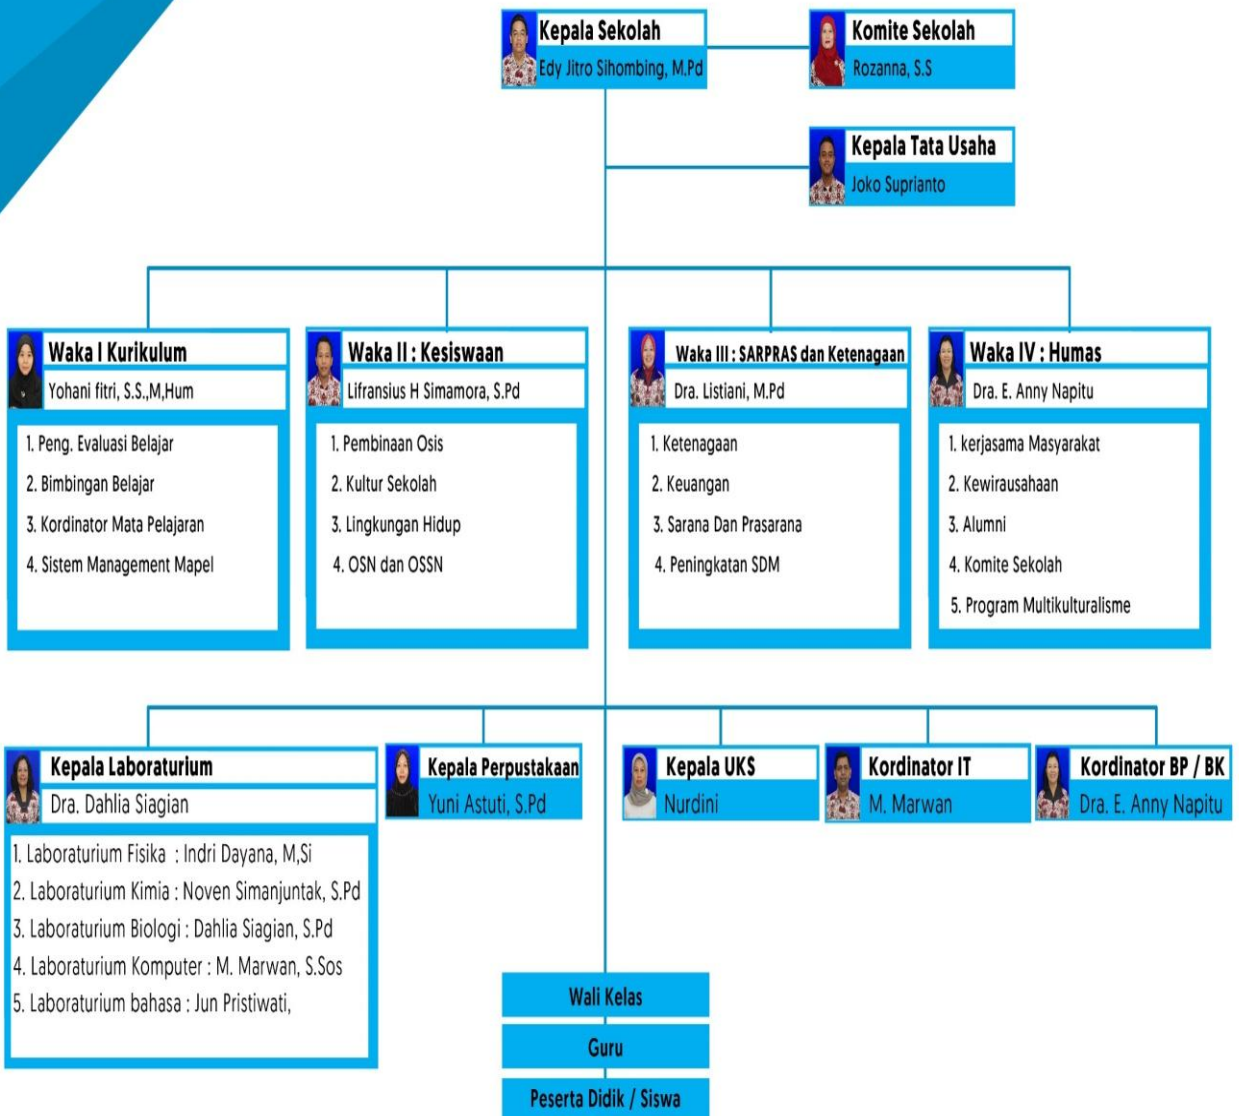 Kepala Sekolah
Edy Jitro Sihombing, M.Pd
Komite Sekolah
Rozanna, S.S
Kepala Tata Usaha
Joko Suprianto
Waka I Kurikulum
Yohani fitri, S.S.,M,Hum
1. Peng. Evaluasi Belajar
2. Bimbingan Belajar
3. Kordinator Mata Pelajaran
4. Sistem Management Mapel
Waka II : Kesiswaan
Lifransius H Simamora, S.Pd
1. Pembinaan Osis
2. Kultur Sekolah
3. Lingkungan Hidup
4. OSN dan OSSN
Waka III : SARPRAS dan Ketenagaan
Dra. Listiani, M.Pd
1. Ketenagaan
2. Keuangan
3. Sarana Dan Prasarana
4. Peningkatan SDM
Waka IV : Humas
Dra. E. Anny Napitu
1. kerjasama Masyarakat
2. Kewirausahaan
3. Alumni
4. Komite Sekolah
5. Program Multikulturalisme
Kepala Laboraturium
Dra. Dahlia Siagian
1. Laboraturium Fisika : Indri Dayana, M,Si
2. Laboraturium Kimia : Noven Simanjuntak, S.Pd
3. Laboraturium Biologi : Dahlia Siagian, S.Pd
4. Laboraturium Komputer : M. Marwan, S.Sos
5. Laboraturium bahasa : Jun Pristiwati,
Kepala Perpustakaan
Yuni Astuti, S.Pd
Kepala UKS
Nurdini
Kordinator IT
M. Marwan
Kordinator BP / BK
Dra. E. Anny Napitu
Wali Kelas
Guru
Peserta Didik / Siswa